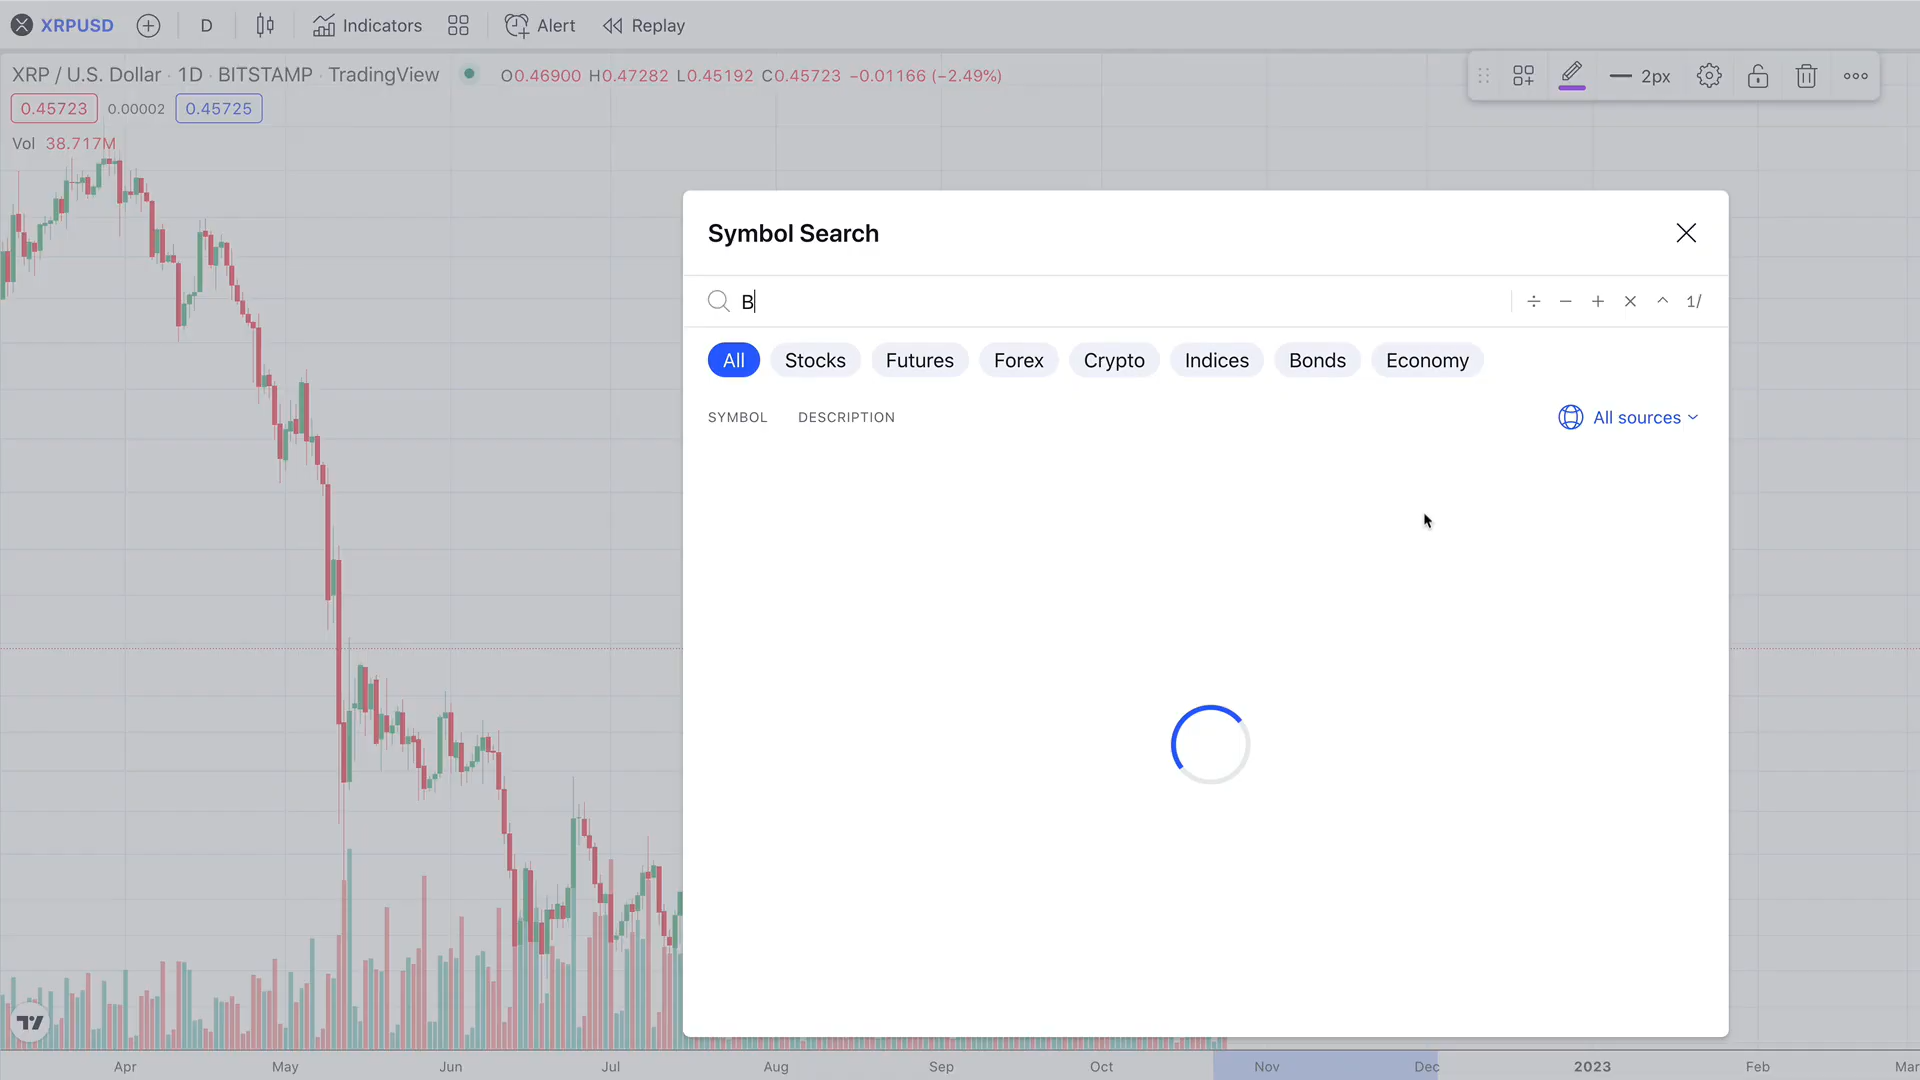 XRPUSD D Indicators Alert Replay
XRP / U.S. Dollar · 1D · BITSTAMP · TradingView O0.46900 H0.47282 L0.45192 C0.45723 −0.01166 (−2.49%)
2px
0.45723 0.00002 0.45725
Vol 38.717M
Symbol Search
B
÷ − + × ^ 1/
All Stocks Futures Forex Crypto Indices Bonds Economy
SYMBOL DESCRIPTION
All sources
Apr May Jun Jul Aug Sep Oct Nov Dec 2023 Feb Mar